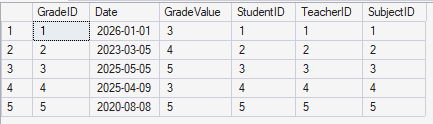 GradeID Date GradeValue StudentID TeacherID SubjectID
1 1 2026-01-01 3 1 1 1
2 2 2023-03-05 4 2 2 2
3 3 2025-05-05 5 3 3 3
4 4 2025-04-09 3 4 4 4
5 5 2020-08-08 5 5 5 5